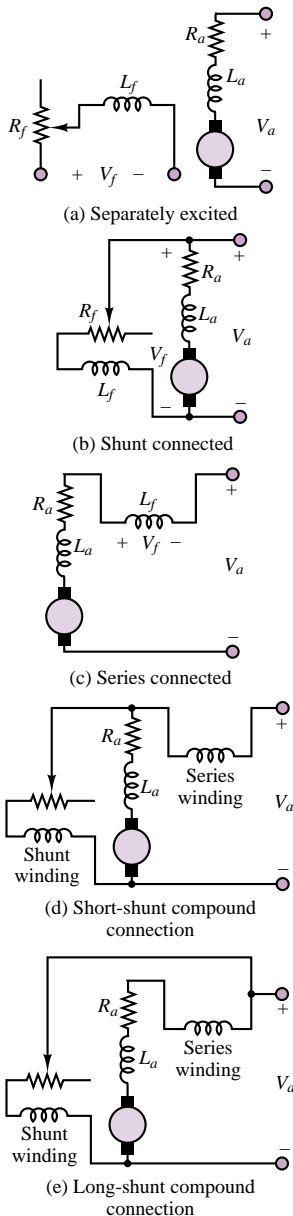 R_a
+
L_f
L_a
R_f
V_a
+ V_f −
−
(a) Separately excited
+
+
R_a
R_f
L_a
V_a
V_f
L_f
−
−
(b) Shunt connected
R_a
L_f
+
L_a
+ V_f −
V_a
−
(c) Series connected
R_a
+
L_a
Series
winding
V_a
Shunt
winding
−
(d) Short-shunt compound
connection
R_a
+
L_a
Series
winding
V_a
Shunt
winding
−
(e) Long-shunt compound
connection